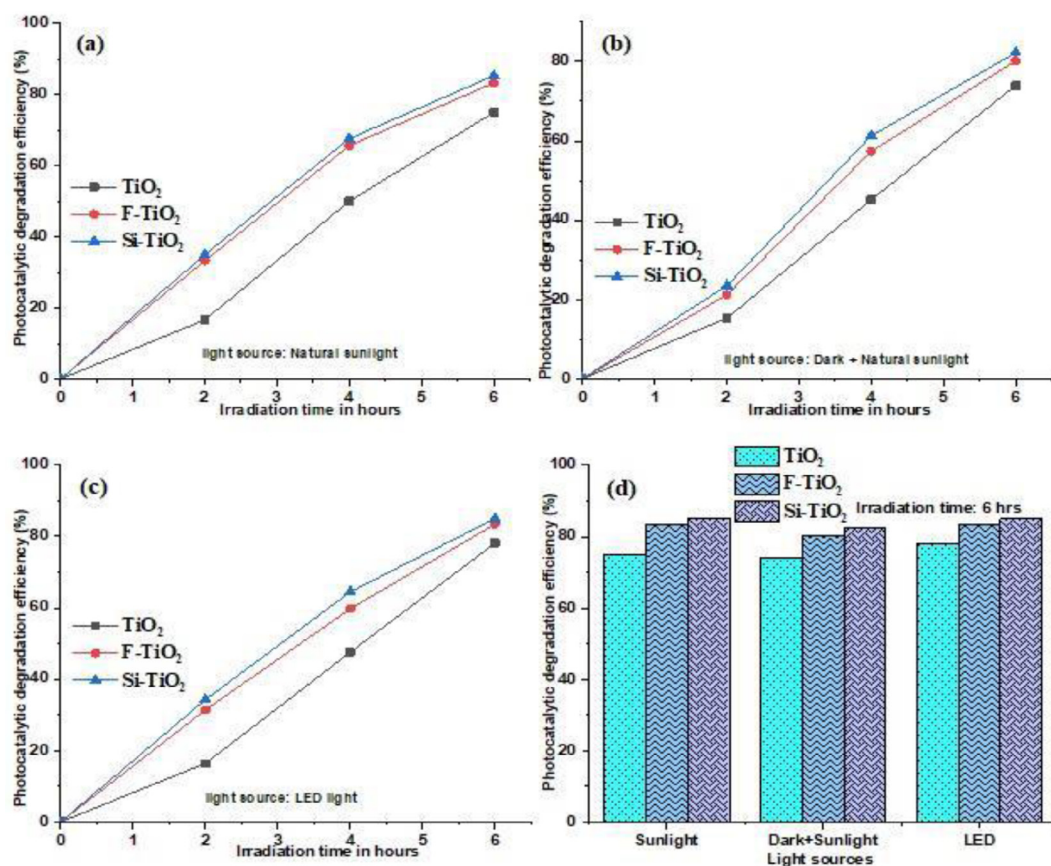 (a)
Photocatalytic degradation efficiency (%)
100
80
60
40
20
0
TiO₂
F-TiO₂
Si-TiO₂
light source: Natural sunlight
0 1 2 3 4 5 6
Irradiation time in hours
(b)
Photocatalytic degradation efficiency (%)
80
60
40
20
0
TiO₂
F-TiO₂
Si-TiO₂
light source: Dark + Natural sunlight
0 1 2 3 4 5 6
Irradiation time in hours
(c)
Photocatalytic degradation efficiency (%)
100
80
60
40
20
0
TiO₂
F-TiO₂
Si-TiO₂
light source: LED light
0 1 2 3 4 5 6
Irradiation time in hours
(d)
Photocatalytic degradation efficiency (%)
100
80
60
40
20
0
TiO₂
F-TiO₂
Si-TiO₂
Irradiation time: 6 hrs
Sunlight Dark+Sunlight LED
Light sources